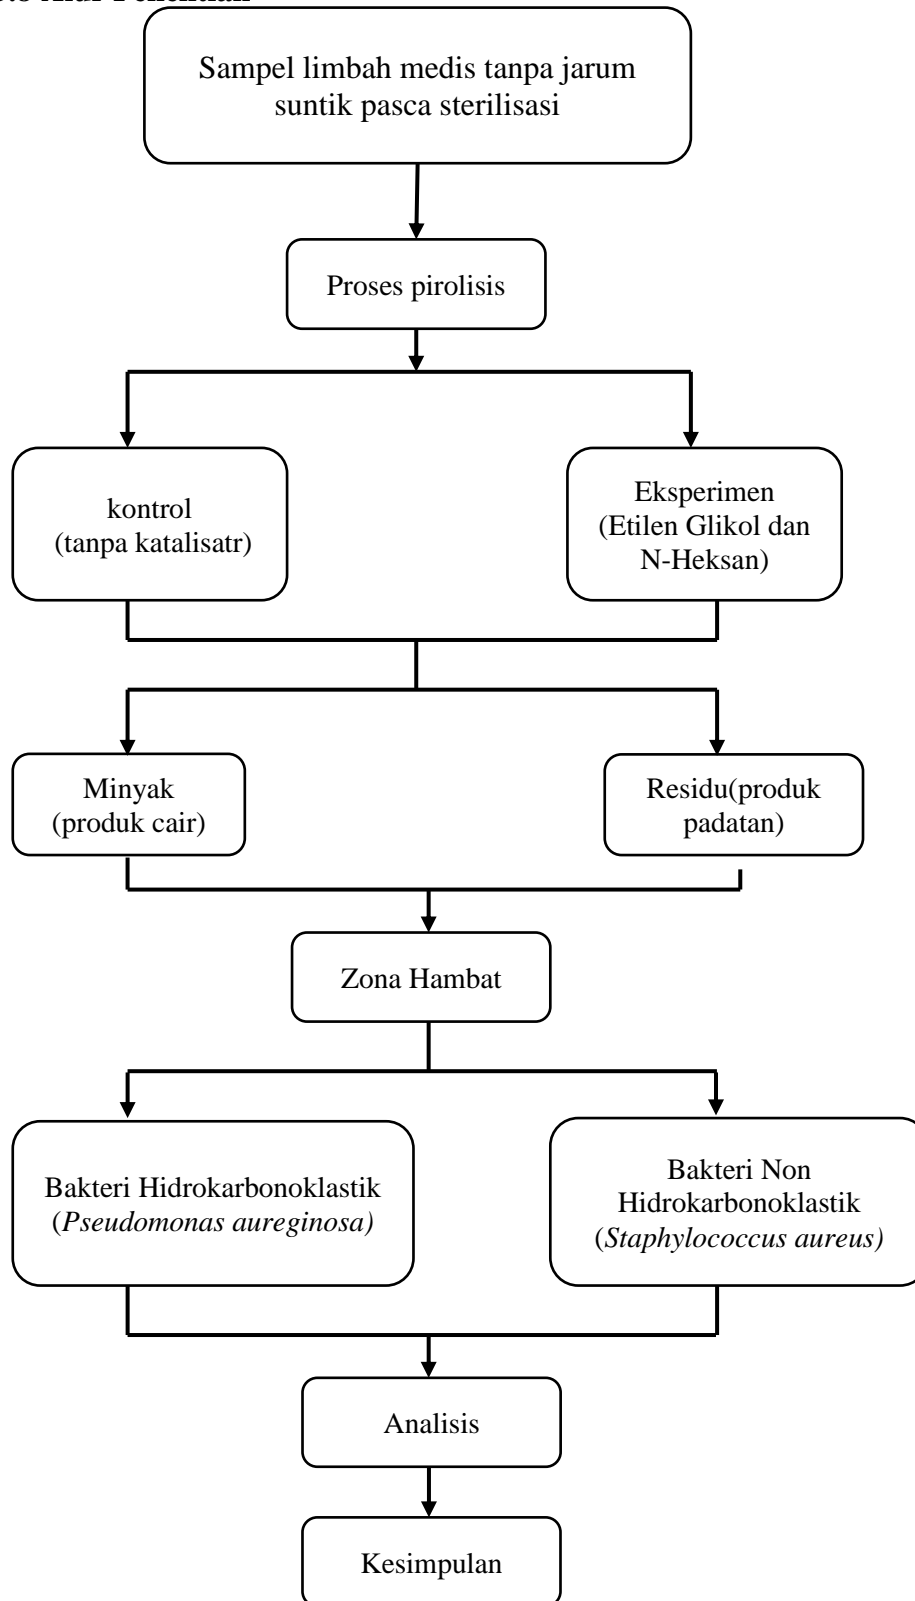 Sampel limbah medis tanpa jarum
suntik pasca sterilisasi
Proses pirolisis
kontrol
(tanpa katalisatr)
Eksperimen
(Etilen Glikol dan
N-Heksan)
Minyak
(produk cair)
Residu(produk
padatan)
Zona Hambat
Bakteri Hidrokarbonoklastik
(Pseudomonas aureginosa)
Bakteri Non
Hidrokarbonoklastik
(Staphylococcus aureus)
Analisis
Kesimpulan